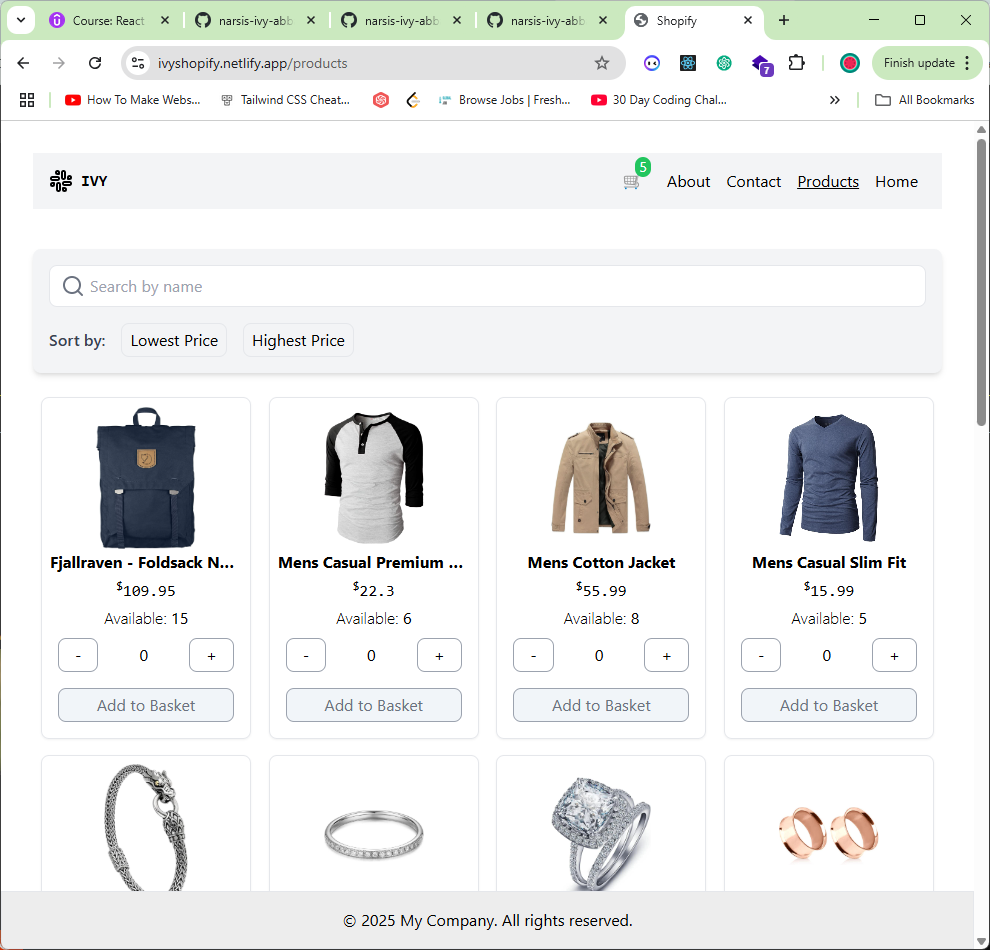 Course: React
narsis-ivy-abb
narsis-ivy-abb
narsis-ivy-abb
Shopify
ivyshopify.netlify.app/products
7
Finish update
How To Make Webs...
Tailwind CSS Cheat...
Browse Jobs | Fresh...
30 Day Coding Chal...
All Bookmarks
IVY
5
About Contact Products Home
Search by name
Sort by: Lowest Price Highest Price
Fjallraven - Foldsack N... Mens Casual Premium ... Mens Cotton Jacket Mens Casual Slim Fit
$109.95 $22.3 $55.99 $15.99
Available: 15 Available: 6 Available: 8 Available: 5
- 0 + - 0 + - 0 + - 0 +
Add to Basket Add to Basket Add to Basket Add to Basket
© 2025 My Company. All rights reserved.